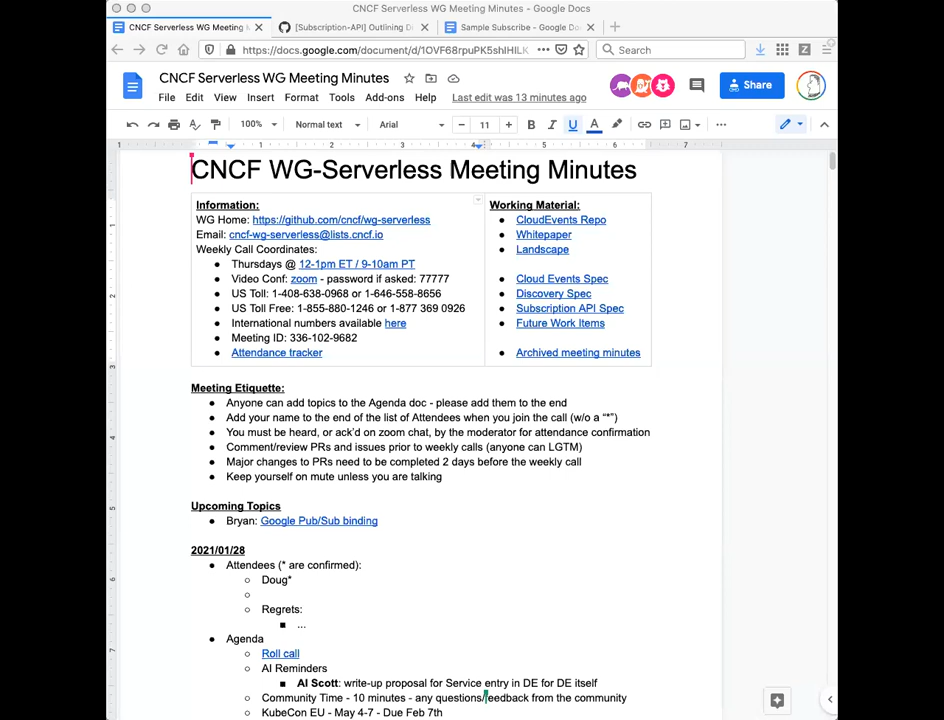 CNCF Serverless WG Meeting Minutes - Google Docs
CNCF Serverless WG Meeting M
[Subscription-API] Outlining Di
Sample Subscribe - Google Doc
https://docs.google.com/document/d/1OVF68rpuPK5shIHILK
Search
CNCF Serverless WG Meeting Minutes
Share
File Edit View Insert Format Tools Add-ons Help Last edit was 13 minutes ago
100% Normal text Arial 11 B I U A
1 1 2 3 4 5 6 7
CNCF WG-Serverless Meeting Minutes
Information:
WG Home: https://github.com/cncf/wg-serverless
Email: cncf-wg-serverless@lists.cncf.io
Weekly Call Coordinates:
● Thursdays @ 12-1pm ET / 9-10am PT
● Video Conf: zoom - password if asked: 77777
● US Toll: 1-408-638-0968 or 1-646-558-8656
● US Toll Free: 1-855-880-1246 or 1-877 369 0926
● International numbers available here
● Meeting ID: 336-102-9682
● Attendance tracker
Working Material:
● CloudEvents Repo
● Whitepaper
● Landscape
● Cloud Events Spec
● Discovery Spec
● Subscription API Spec
● Future Work Items
● Archived meeting minutes
Meeting Etiquette:
● Anyone can add topics to the Agenda doc - please add them to the end
● Add your name to the end of the list of Attendees when you join the call (w/o a “*”)
● You must be heard, or ack’d on zoom chat, by the moderator for attendance confirmation
● Comment/review PRs and issues prior to weekly calls (anyone can LGTM)
● Major changes to PRs need to be completed 2 days before the weekly call
● Keep yourself on mute unless you are talking
Upcoming Topics
● Bryan: Google Pub/Sub binding
2021/01/28
● Attendees (* are confirmed):
○ Doug*
○
○ Regrets:
■ ...
● Agenda
○ Roll call
○ AI Reminders
■ AI Scott: write-up proposal for Service entry in DE for DE itself
○ Community Time - 10 minutes - any questions/feedback from the community
○ KubeCon EU - May 4-7 - Due Feb 7th